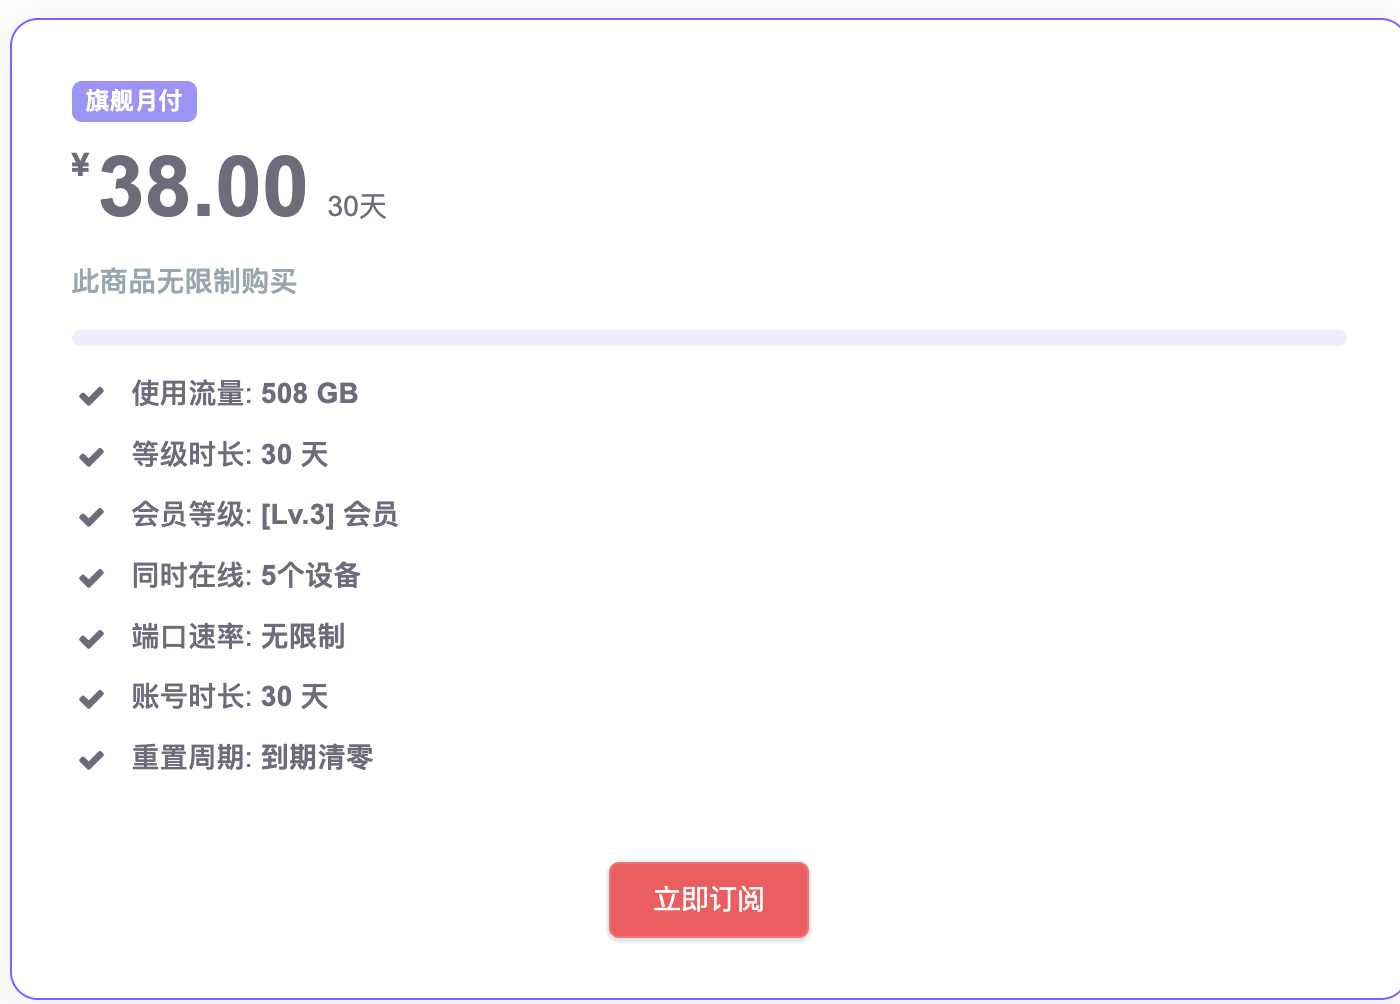 旗舰月付
¥38.00 30天
此商品无限制购买
使用流量: 508 GB
等级时长: 30 天
会员等级: [Lv.3] 会员
同时在线: 5个设备
端口速率: 无限制
账号时长: 30 天
重置周期: 到期清零
立即订阅